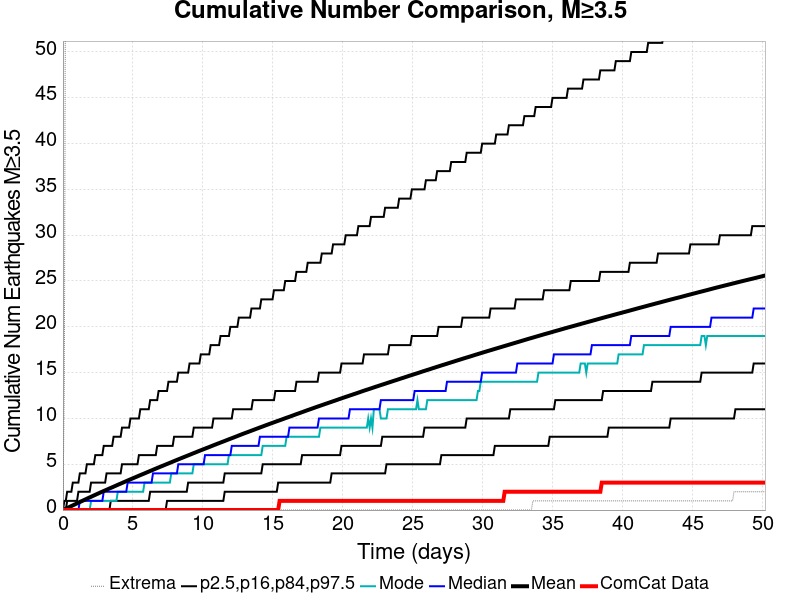 Cumulative Number Comparison, M≥3.5
Cumulative Num Earthquakes M≥3.5
50
45
40
35
30
25
20
15
10
5
0
0 5 10 15 20 25 30 35 40 45 50
Time (days)
Extrema p2.5,p16,p84,p97.5 Mode Median Mean ComCat Data